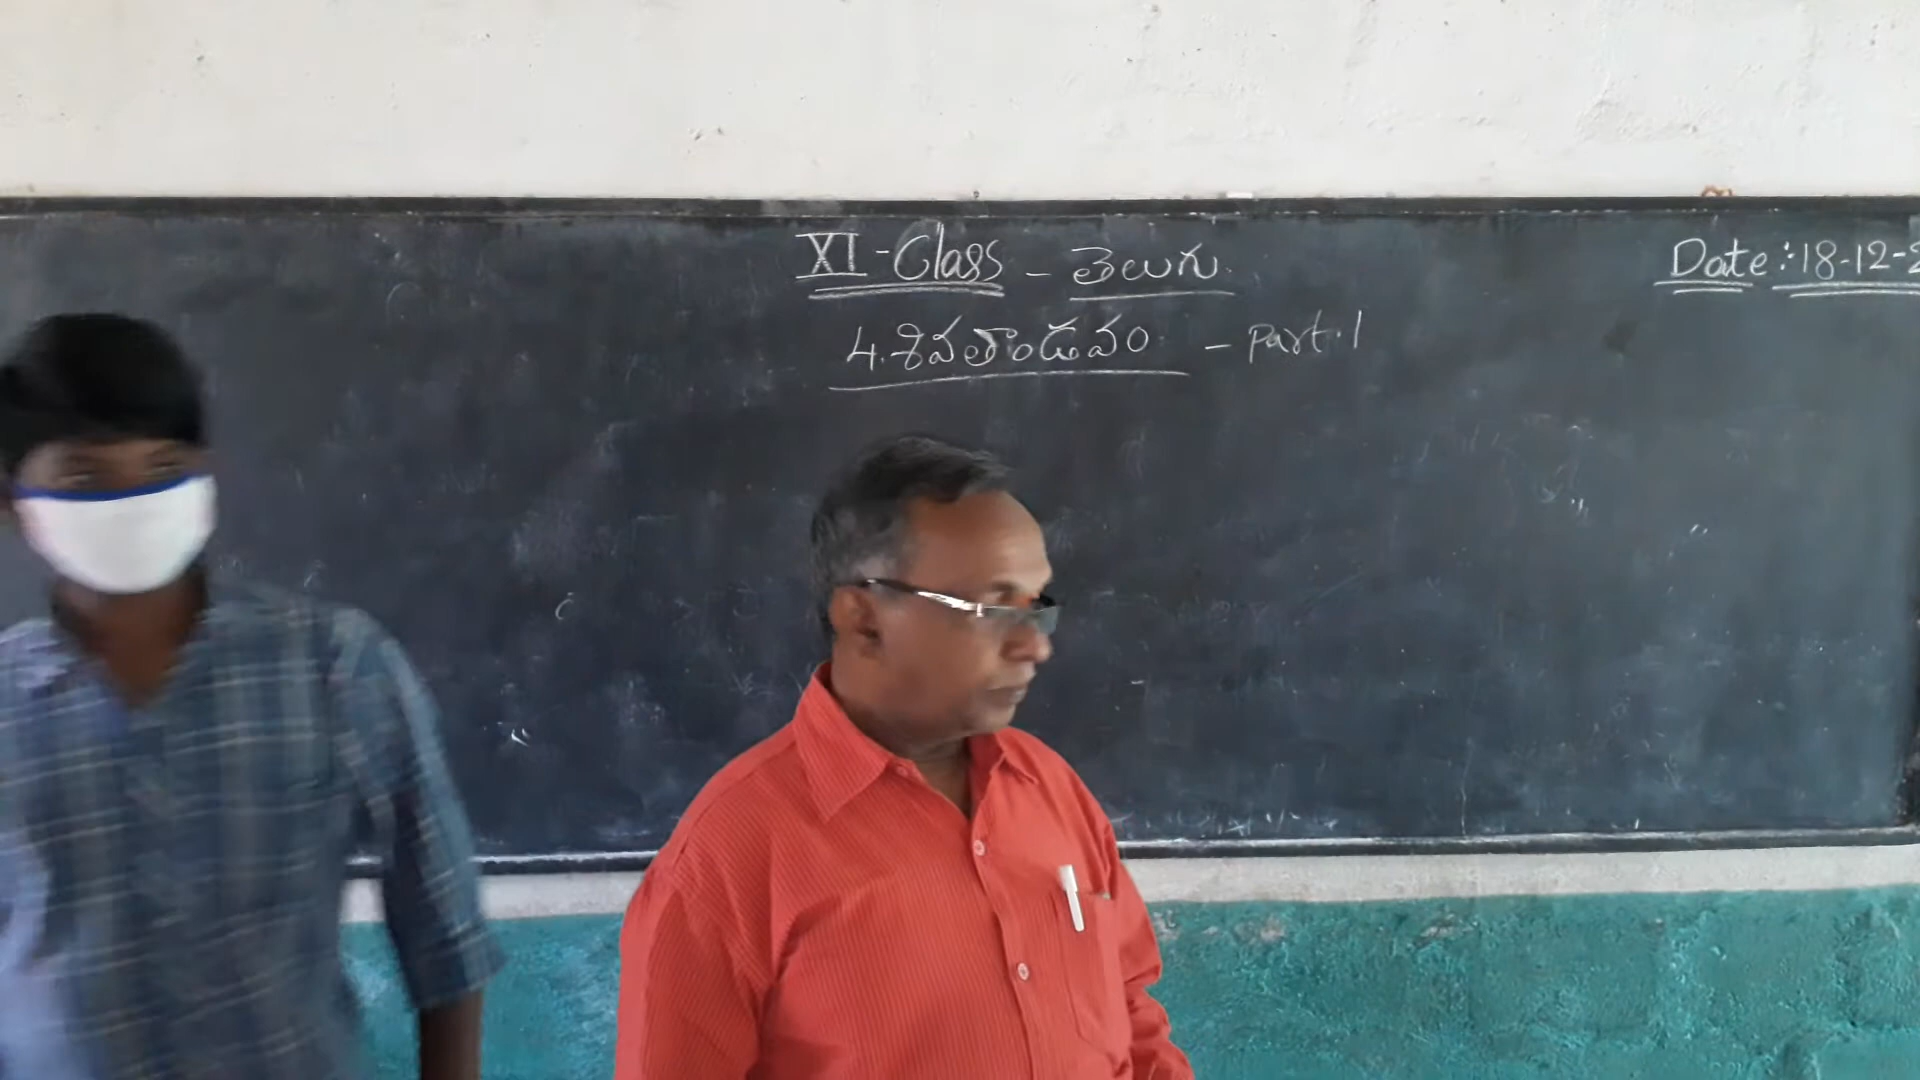 XI - Class - తెలుగు
Date : 18-12-2
4. శివతాండవం - Part.1